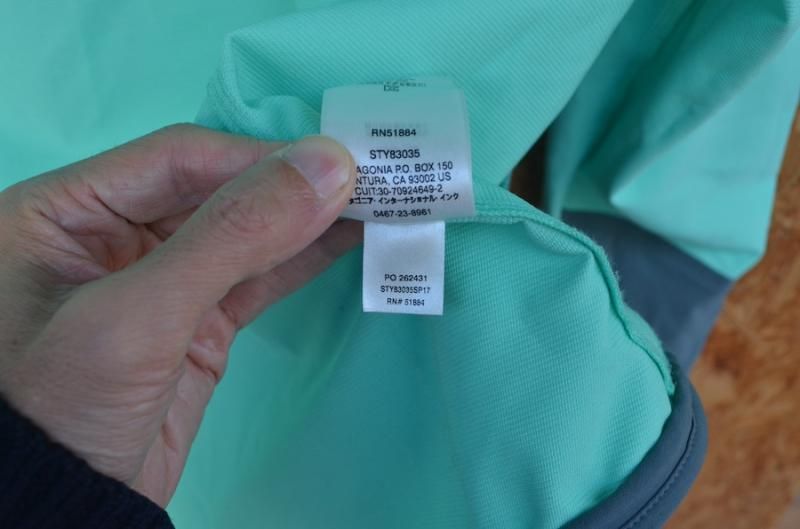 RN51884
STY83035
AGONIA P.O. BOX 150
NTURA, CA 93002 US
CUIT:30-70924649-2
タゴニア・インターナショナル・インク
0467-23-8961
PO 262431
STY83035SP17
RN# 51884